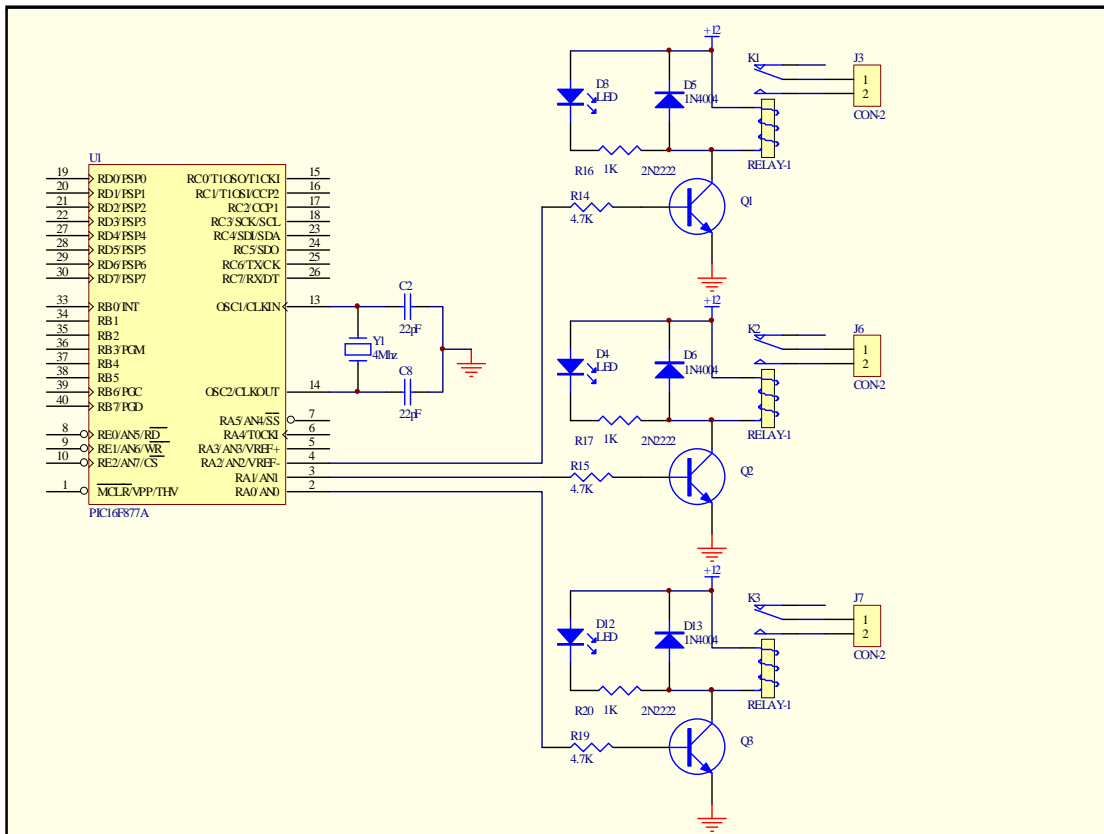 U1
19 RD0/PSP0 RC0/T1OSO/T1CKI 15
20 RD1/PSP1 RC1/T1OSI/CCP2 16
21 RD2/PSP2 RC2/CCP1 17
22 RD3/PSP3 RC3/SCK/SCL 18
27 RD4/PSP4 RC4/SDI/SDA 23
28 RD5/PSP5 RC5/SDO 24
29 RD6/PSP6 RC6/TX/CK 25
30 RD7/PSP7 RC7/RX/DT 26
33 RB0/INT OSC1/CLKIN 13
34 RB1
35 RB2
36 RB3/PGM
37 RB4
38 RB5
39 RB6/PGC OSC2/CLKOUT 14
40 RB7/PGD
RA5/AN4/SS 7
8 RE0/AN5/RD RA4/T0CKI 6
9 RE1/AN6/WR RA3/AN3/VREF+ 5
10 RE2/AN7/CS RA2/AN2/VREF- 4
RA1/AN1 3
1 MCLR/VPP/THV RA0/AN0 2
PIC16F877A
C2
22pF
Y1
4Mhz
C8
22pF
+12
D3
LED
D5
1N4004
K1
J3
1
2
CON-2
RELAY-1
R16 1K 2N2222
R14
4.7K
Q1
+12
D4
LED
D6
1N4004
K2
J6
1
2
CON-2
RELAY-1
R17 1K 2N2222
R15
4.7K
Q2
+12
D12
LED
D13
1N4004
K3
J7
1
2
CON-2
RELAY-1
R20 1K 2N2222
R19
4.7K
Q3